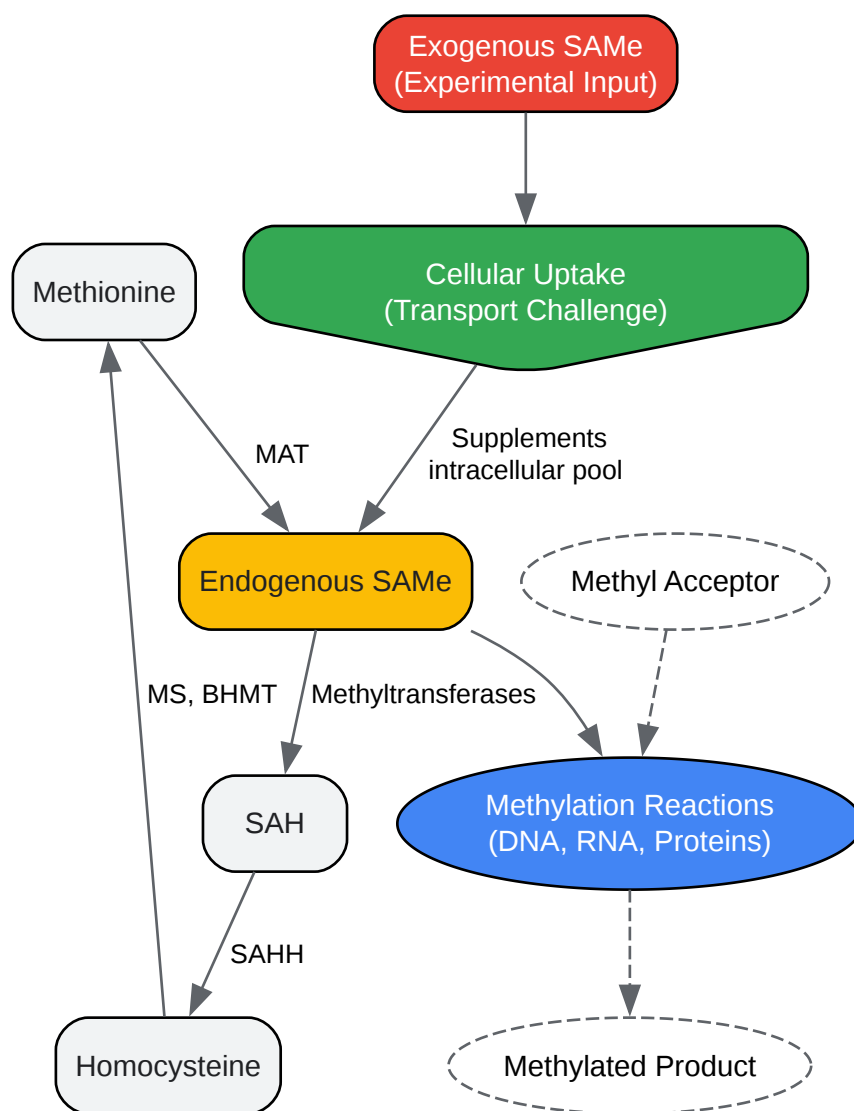 Exogenous SAMe
(Experimental Input)
Cellular Uptake
(Transport Challenge)
Methionine
MAT
Supplements
intracellular pool
Endogenous SAMe
Methyl Acceptor
MS, BHMT
Methyltransferases
SAH
Methylation Reactions
(DNA, RNA, Proteins)
SAHH
Homocysteine
Methylated Product